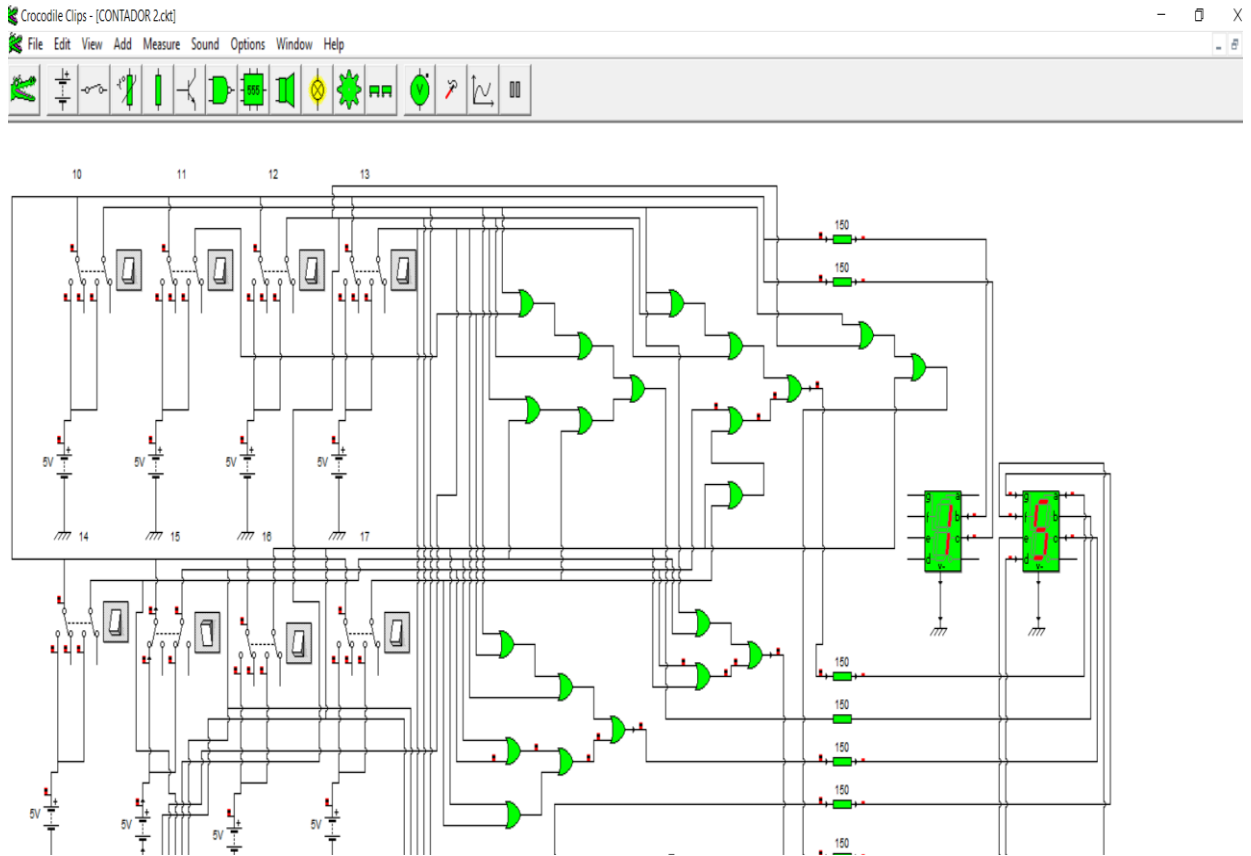 Crocodile Clips - [CONTADOR 2.ckt]
File Edit View Add Measure Sound Options Window Help
555 V
10 11 12 13
150
150
5V 5V 5V 5V
14 15 16 17
g a
f b
e c
d
v-
g a
f b
e c
d
v-
150
150
150
150
150
5V 5V 5V 5V